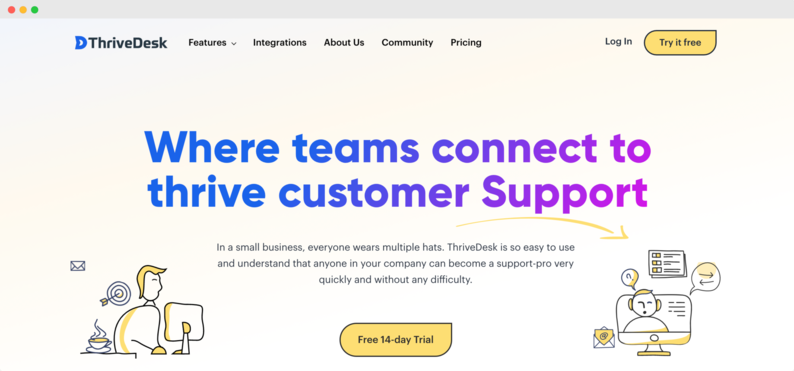 ThriveDesk Features Integrations About Us Community Pricing Log In Try it free
Where teams connect to
thrive customer Support
In a small business, everyone wears multiple hats. ThriveDesk is so easy to use
and understand that anyone in your company can become a support-pro very
quickly and without any difficulty.
Free 14-day Trial